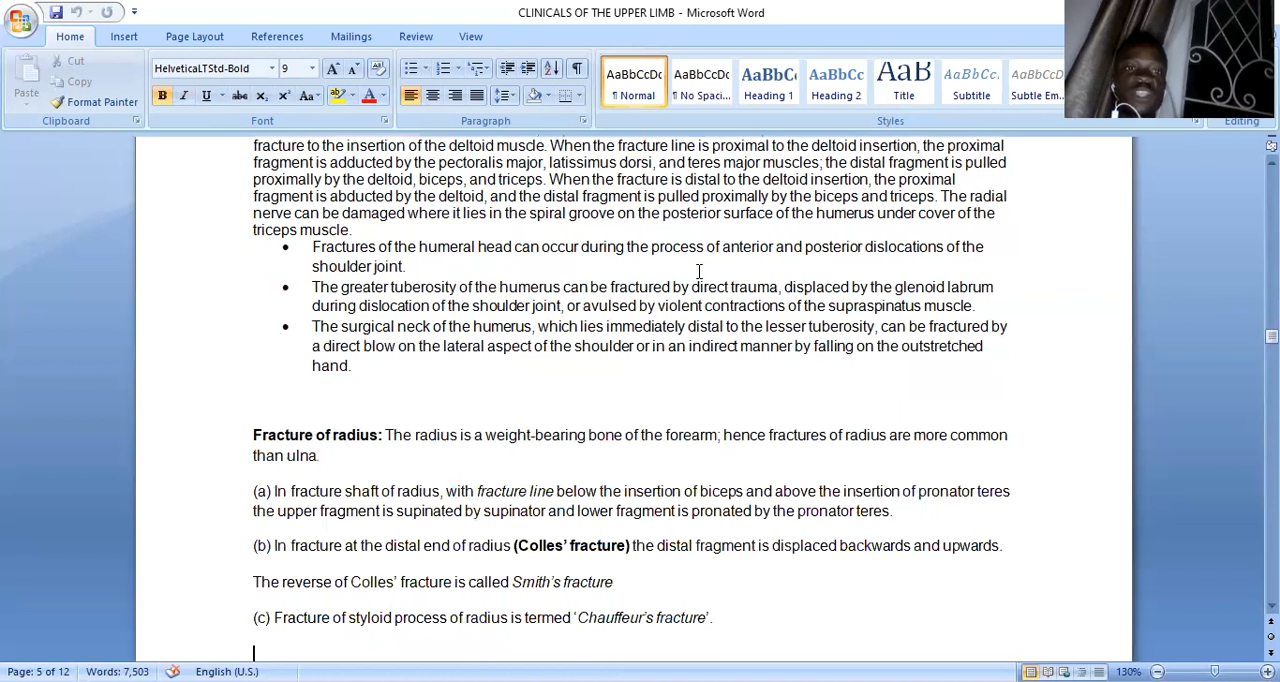 CLINICALS OF THE UPPER LIMB - Microsoft Word
Home Insert Page Layout References Mailings Review View
Paste
Cut
Copy
Format Painter
Clipboard
HelveticaLTStd-Bold 9
Font
Paragraph
AaBbCcDc AaBbCcDc AaBbCc AaBbCc AaB AaBbCc. AaBbCcDc
¶ Normal ¶ No Spaci... Heading 1 Heading 2 Title Subtitle Subtle Em...
Styles
Editing
fracture to the insertion of the deltoid muscle. When the fracture line is proximal to the deltoid insertion, the proximal
fragment is adducted by the pectoralis major, latissimus dorsi, and teres major muscles; the distal fragment is pulled
proximally by the deltoid, biceps, and triceps. When the fracture is distal to the deltoid insertion, the proximal
fragment is abducted by the deltoid, and the distal fragment is pulled proximally by the biceps and triceps. The radial
nerve can be damaged where it lies in the spiral groove on the posterior surface of the humerus under cover of the
triceps muscle.
• Fractures of the humeral head can occur during the process of anterior and posterior dislocations of the
shoulder joint.
• The greater tuberosity of the humerus can be fractured by direct trauma, displaced by the glenoid labrum
during dislocation of the shoulder joint, or avulsed by violent contractions of the supraspinatus muscle.
• The surgical neck of the humerus, which lies immediately distal to the lesser tuberosity, can be fractured by
a direct blow on the lateral aspect of the shoulder or in an indirect manner by falling on the outstretched
hand.
Fracture of radius: The radius is a weight-bearing bone of the forearm; hence fractures of radius are more common
than ulna.
(a) In fracture shaft of radius, with fracture line below the insertion of biceps and above the insertion of pronator teres
the upper fragment is supinated by supinator and lower fragment is pronated by the pronator teres.
(b) In fracture at the distal end of radius (Colles’ fracture) the distal fragment is displaced backwards and upwards.
The reverse of Colles’ fracture is called Smith’s fracture
(c) Fracture of styloid process of radius is termed ‘Chauffeur’s fracture’.
Page: 5 of 12 Words: 7,503 English (U.S.) 130%